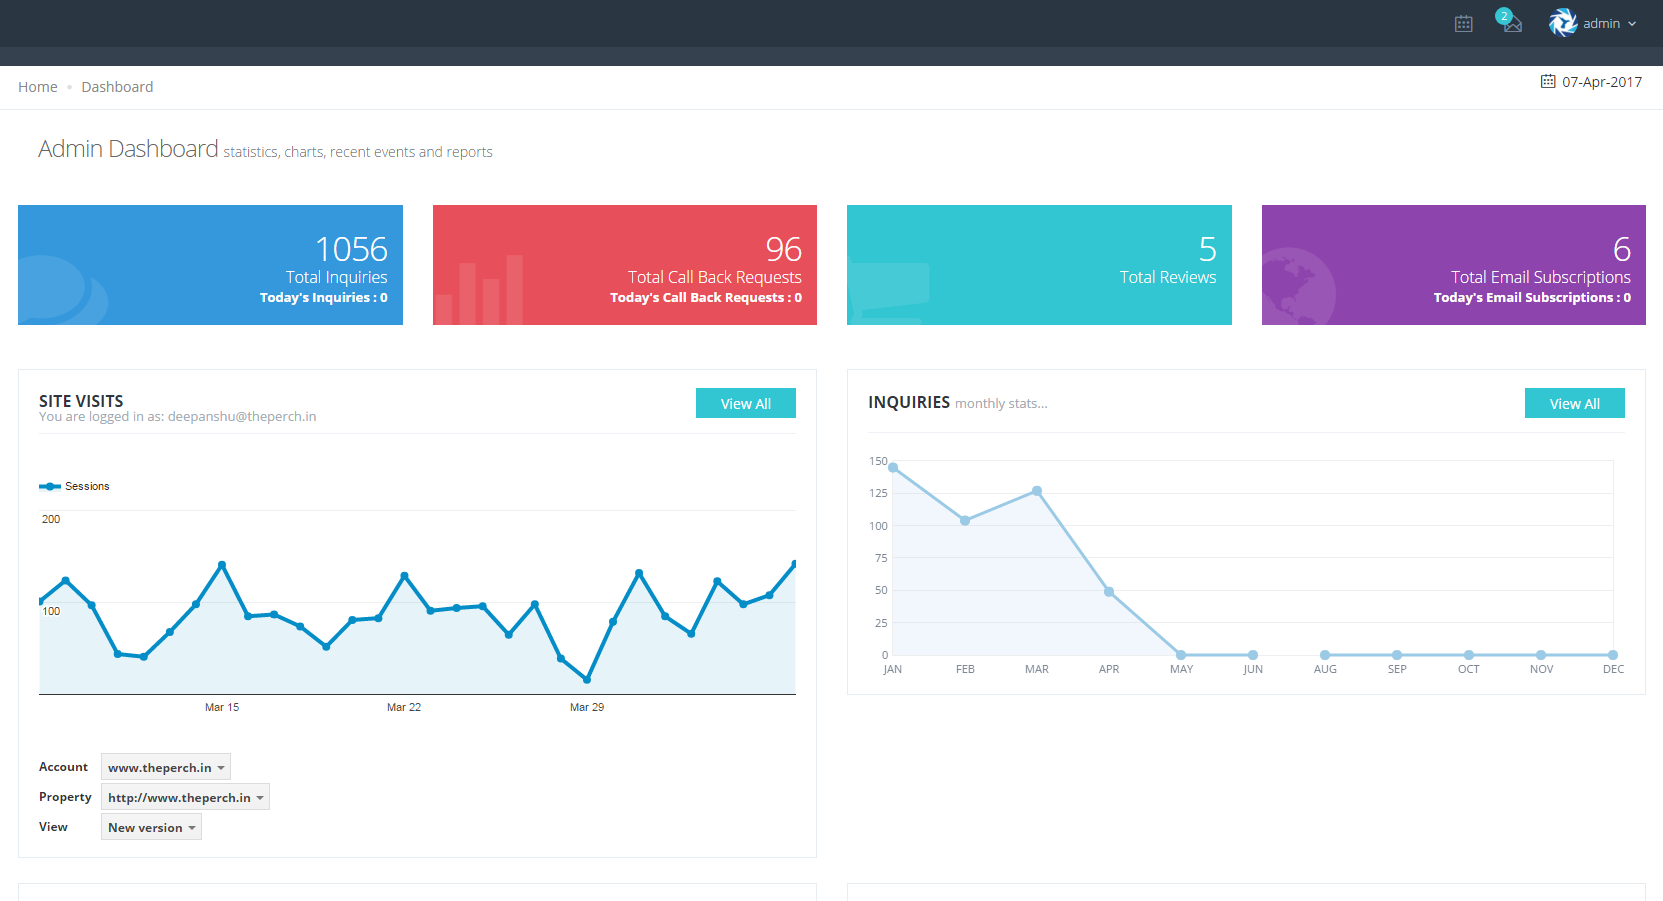 2
admin
Home
Dashboard
07-Apr-2017
Admin Dashboard statistics, charts, recent events and reports
1056
Total Inquiries
Today's Inquiries : 0
96
Total Call Back Requests
Today's Call Back Requests : 0
5
Total Reviews
6
Total Email Subscriptions
Today's Email Subscriptions : 0
SITE VISITS
You are logged in as: deepanshu@theperch.in
View All
Sessions
200
100
Mar 15 Mar 22 Mar 29
Account www.theperch.in
Property http://www.theperch.in
View New version
INQUIRIES monthly stats...
View All
150
125
100
75
50
25
0
JAN FEB MAR APR MAY JUN AUG SEP OCT NOV DEC